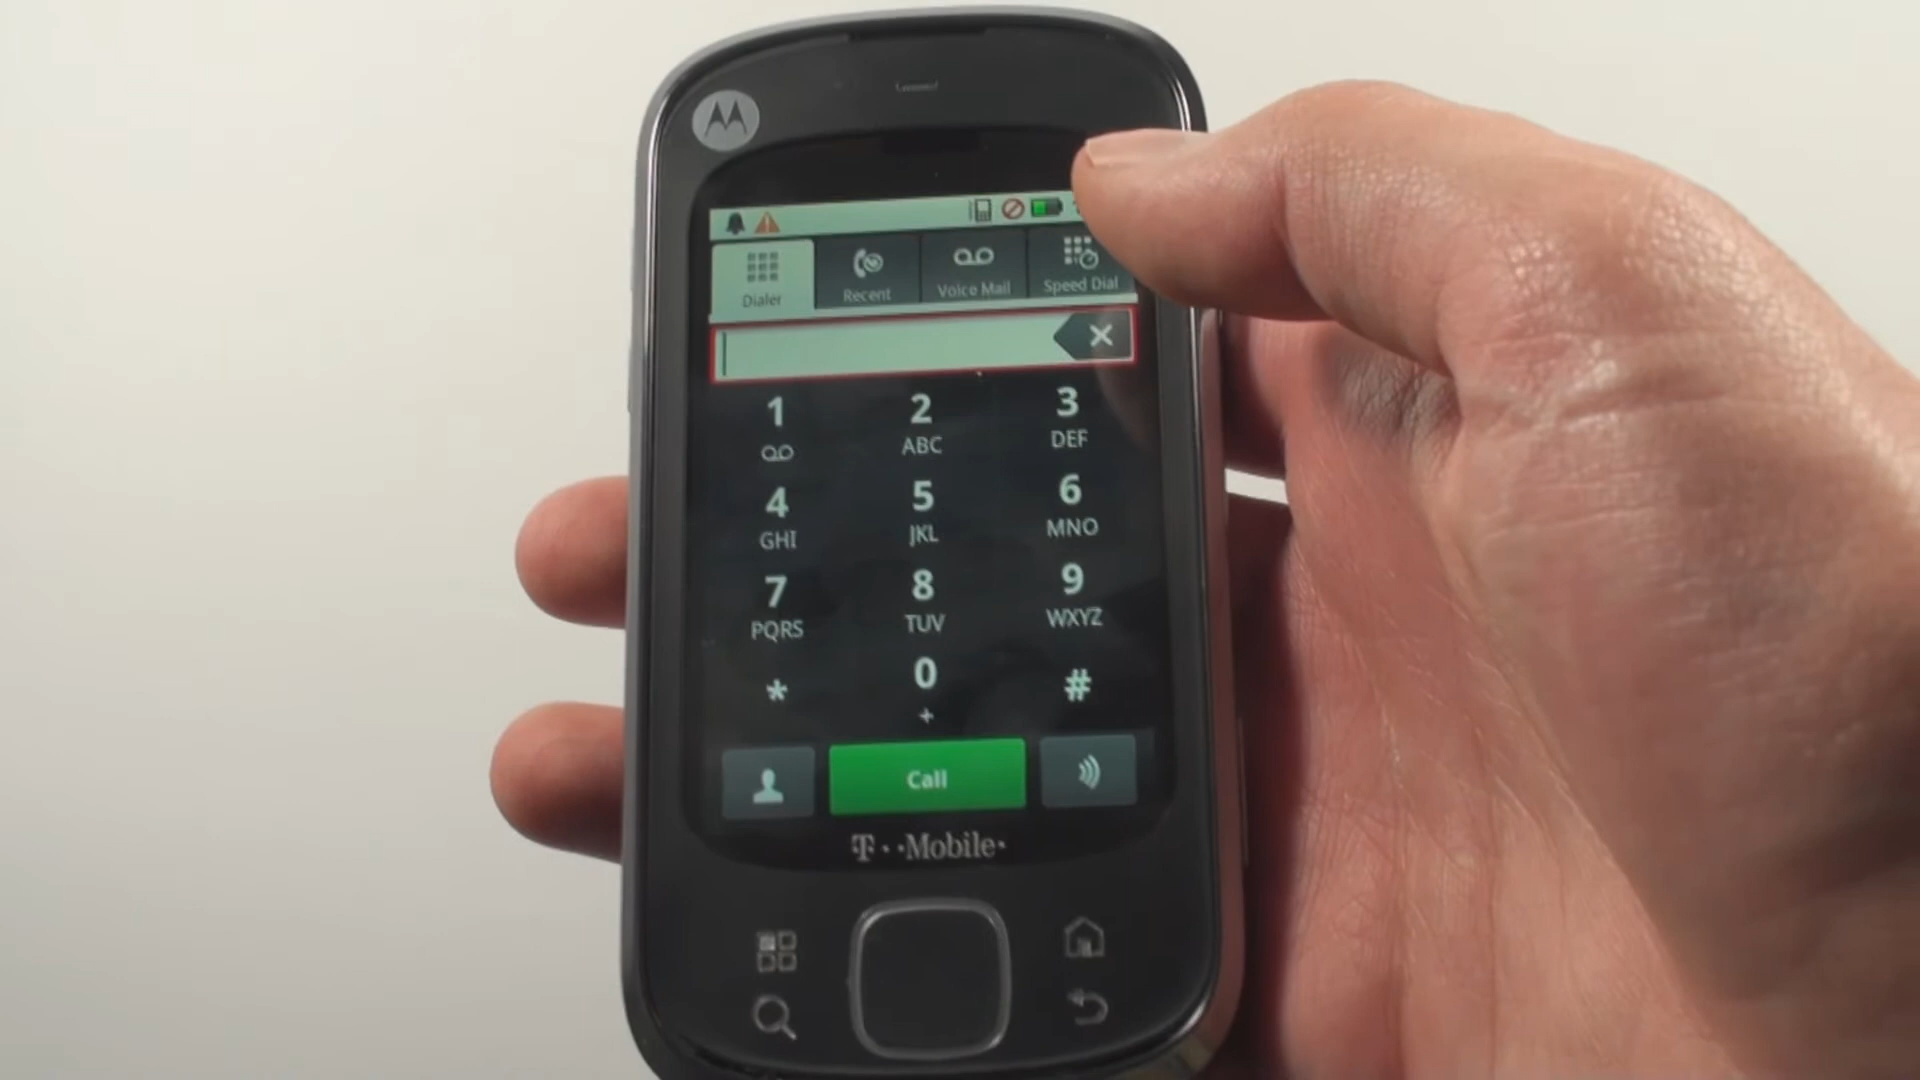 Dialer Recent Voice Mail Speed Dial
1 2 3
ABC DEF
4 5 6
GHI JKL MNO
7 8 9
PQRS TUV WXYZ
* 0 #
+
Call
T··Mobile·